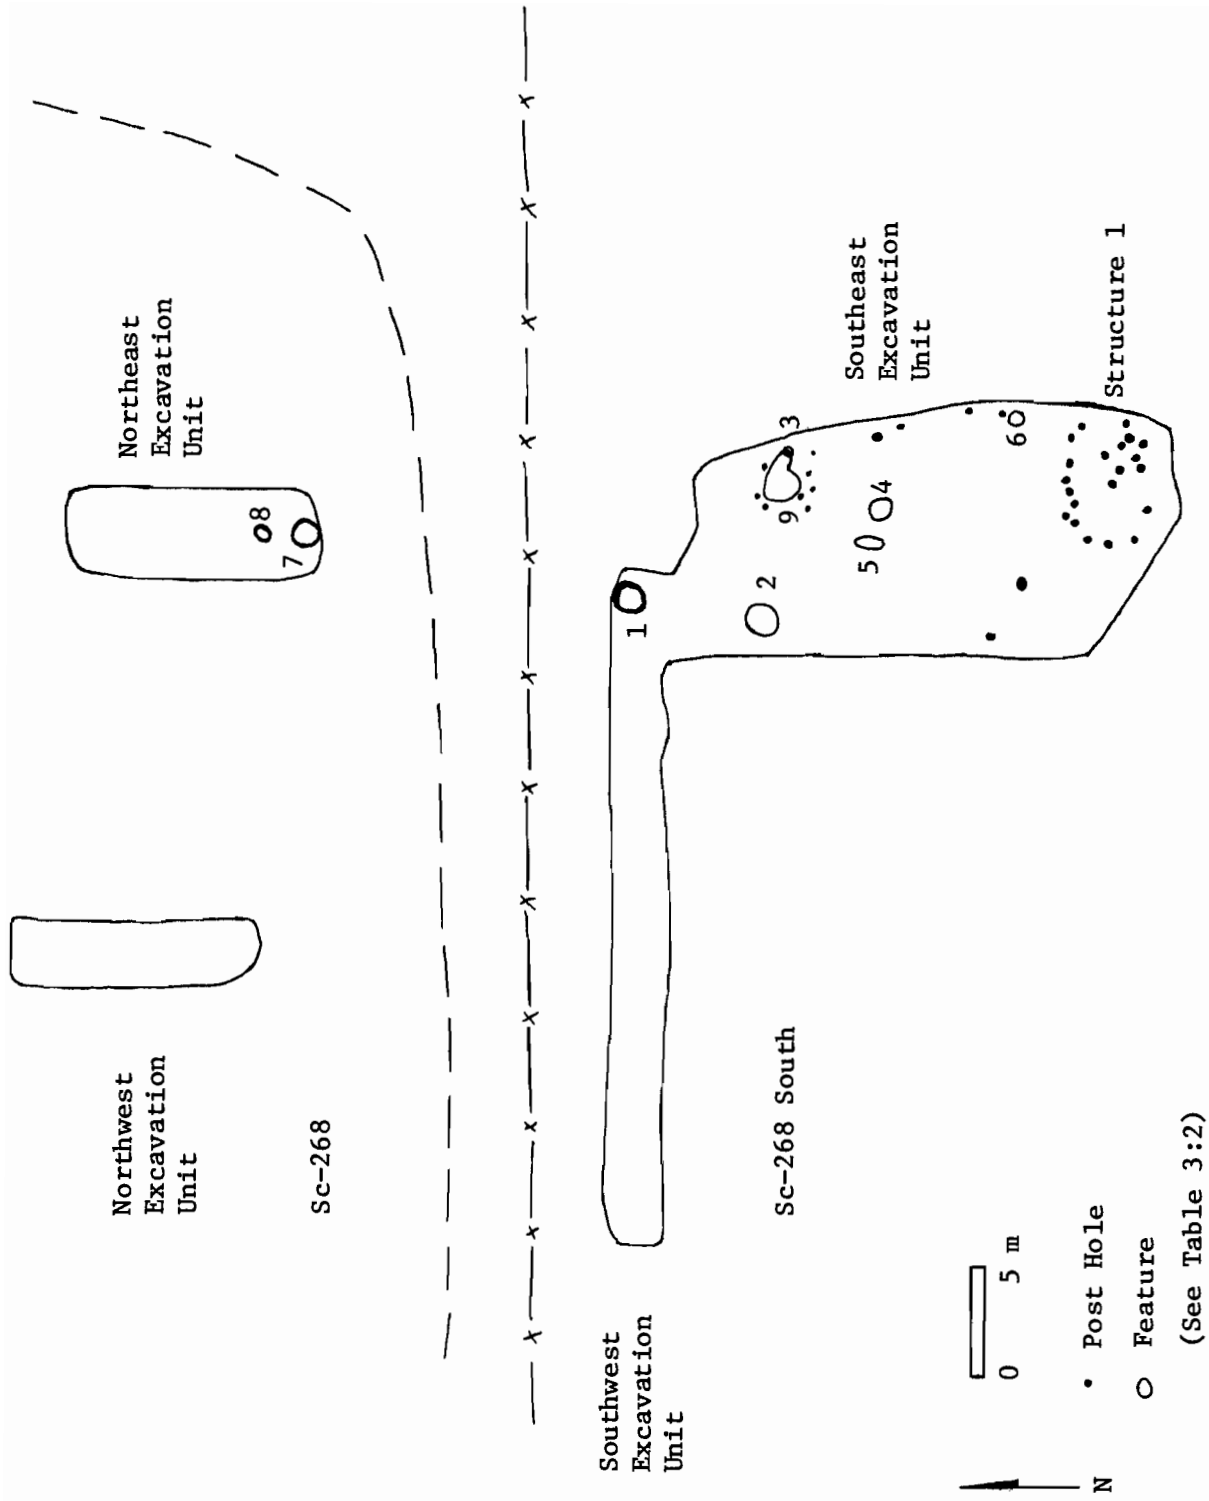 Northwest
Excavation
Unit
Northeast
Excavation
Unit
8
7
Sc-268
Southwest
Excavation
Unit
1
2
3
9
4
5
6
Southeast
Excavation
Unit
Structure 1
Sc-268 South
0 5 m
Post Hole
Feature
(See Table 3:2)
N